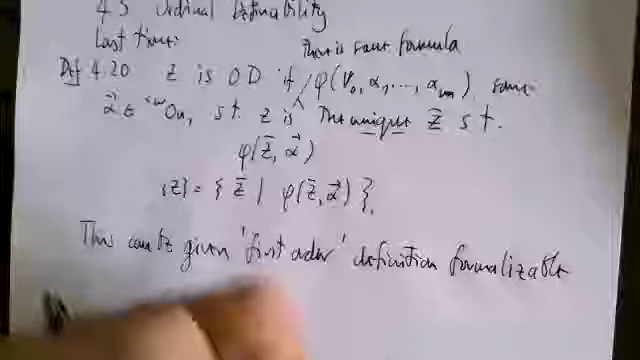 4.5 Ordinal Definability
Last time:
There is some formula
Def 4.20 z is OD if φ(v₀, α₁, ..., αₘ), some
α⃗ ∈ <ω On, s.t. z is the unique z̄ s.t.
φ(z̄, α⃗)
{z} = { z̄ | φ(z̄, α⃗) }.
This can be given 'first order' definition formalizable